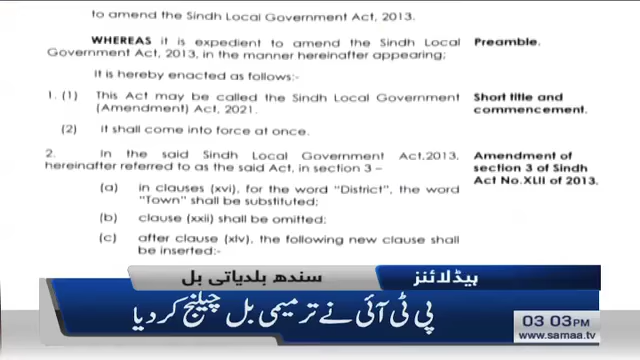 to amend the Sindh Local Government Act, 2013.
WHEREAS it is expedient to amend the Sindh Local Government Act, 2013, in the manner hereinafter appearing;
Preamble.
It is hereby enacted as follows:-
1. (1) This Act may be called the Sindh Local Government (Amendment) Act, 2021.
Short title and commencement.
(2) It shall come into force at once.
2. In the said Sindh Local Government Act, 2013, hereinafter referred to as the said Act, in section 3 –
Amendment of section 3 of Sindh Act No.XLII of 2013.
(a) in clauses (xvi), for the word "District", the word "Town" shall be substituted;
(b) clause (xxii) shall be omitted;
(c) after clause (xlv), the following new clause shall be inserted:-
ہیڈلائنز
سندھ بلدیاتی بل
پی ٹی آئی نے ترمیمی بل چیلنج کردیا
03 03PM
www.samaa.tv